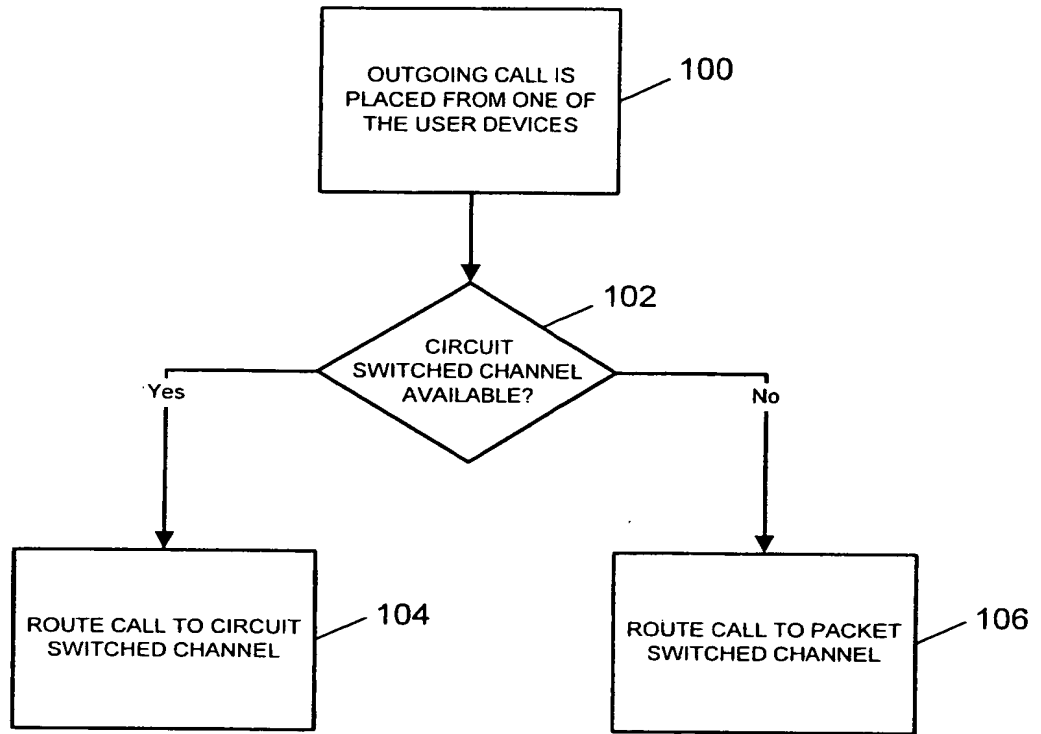 OUTGOING CALL IS
PLACED FROM ONE OF
THE USER DEVICES
100
102
CIRCUIT
SWITCHED CHANNEL
AVAILABLE?
Yes
No
ROUTE CALL TO CIRCUIT
SWITCHED CHANNEL
104
ROUTE CALL TO PACKET
SWITCHED CHANNEL
106